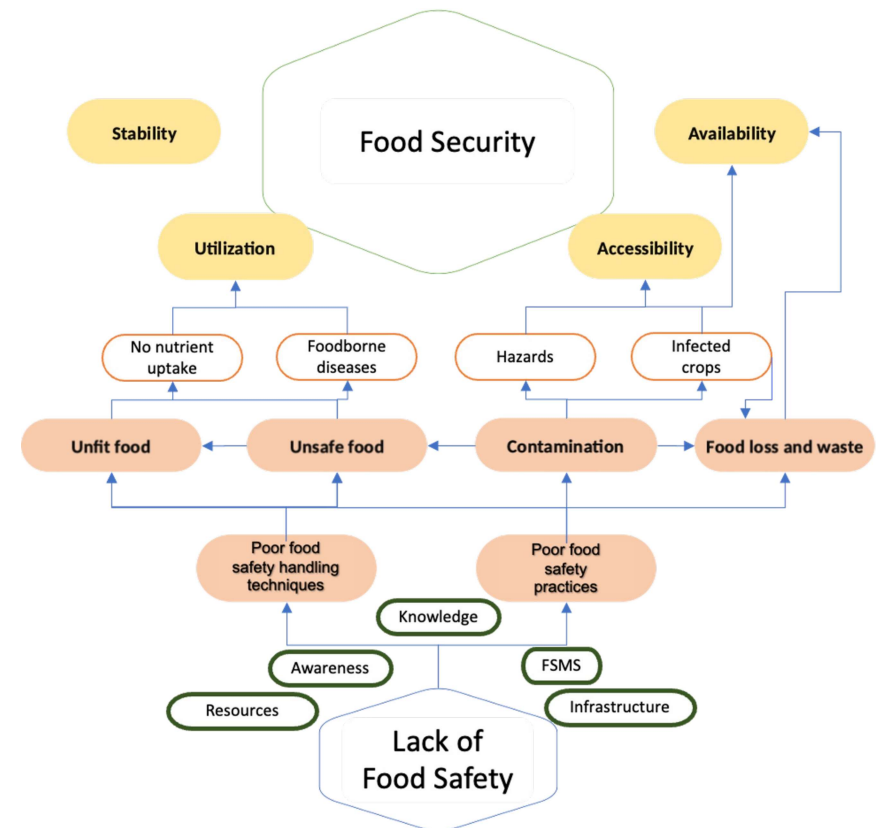 Food Security
Stability
Availability
Utilization
Accessibility
No nutrient
uptake
Foodborne
diseases
Hazards
Infected
crops
Unfit food
Unsafe food
Contamination
Food loss and waste
Poor food
safety handling
techniques
Poor food
safety
practices
Knowledge
Awareness
FSMS
Resources
Infrastructure
Lack of
Food Safety